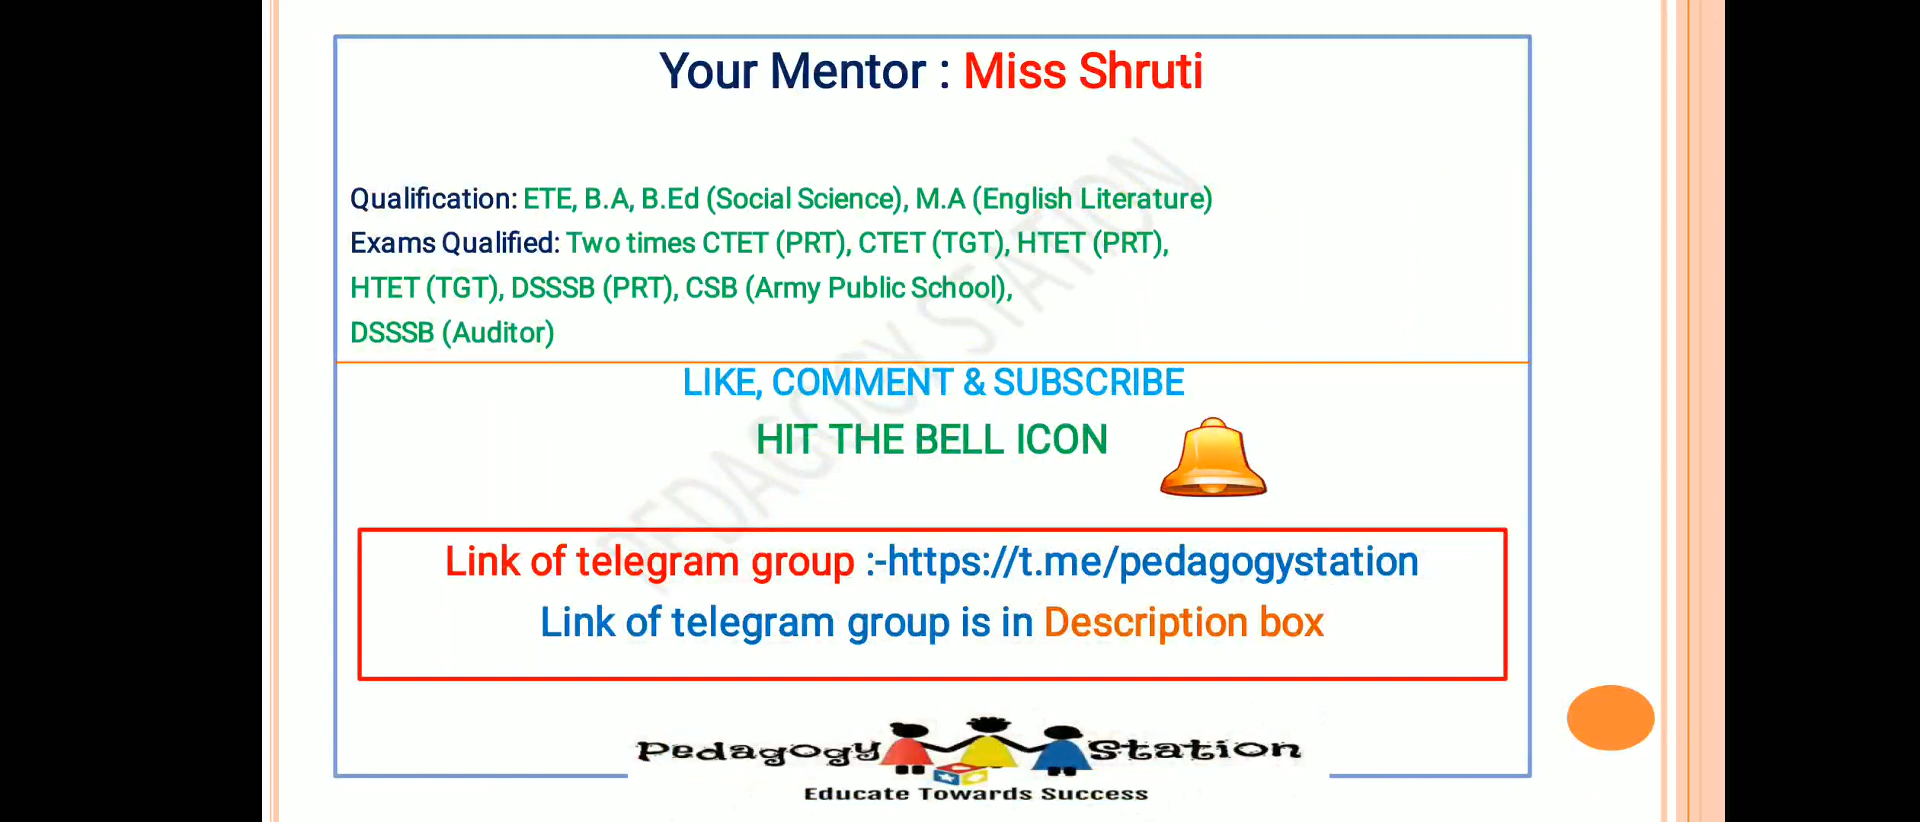 Your Mentor : Miss Shruti
Qualification: ETE, B.A, B.Ed (Social Science), M.A (English Literature)
Exams Qualified: Two times CTET (PRT), CTET (TGT), HTET (PRT),
HTET (TGT), DSSSB (PRT), CSB (Army Public School),
DSSSB (Auditor)
PEDAGOGY STATION
LIKE, COMMENT & SUBSCRIBE
HIT THE BELL ICON
Link of telegram group :-https://t.me/pedagogystation
Link of telegram group is in Description box
Pedagogy Station
Educate Towards Success